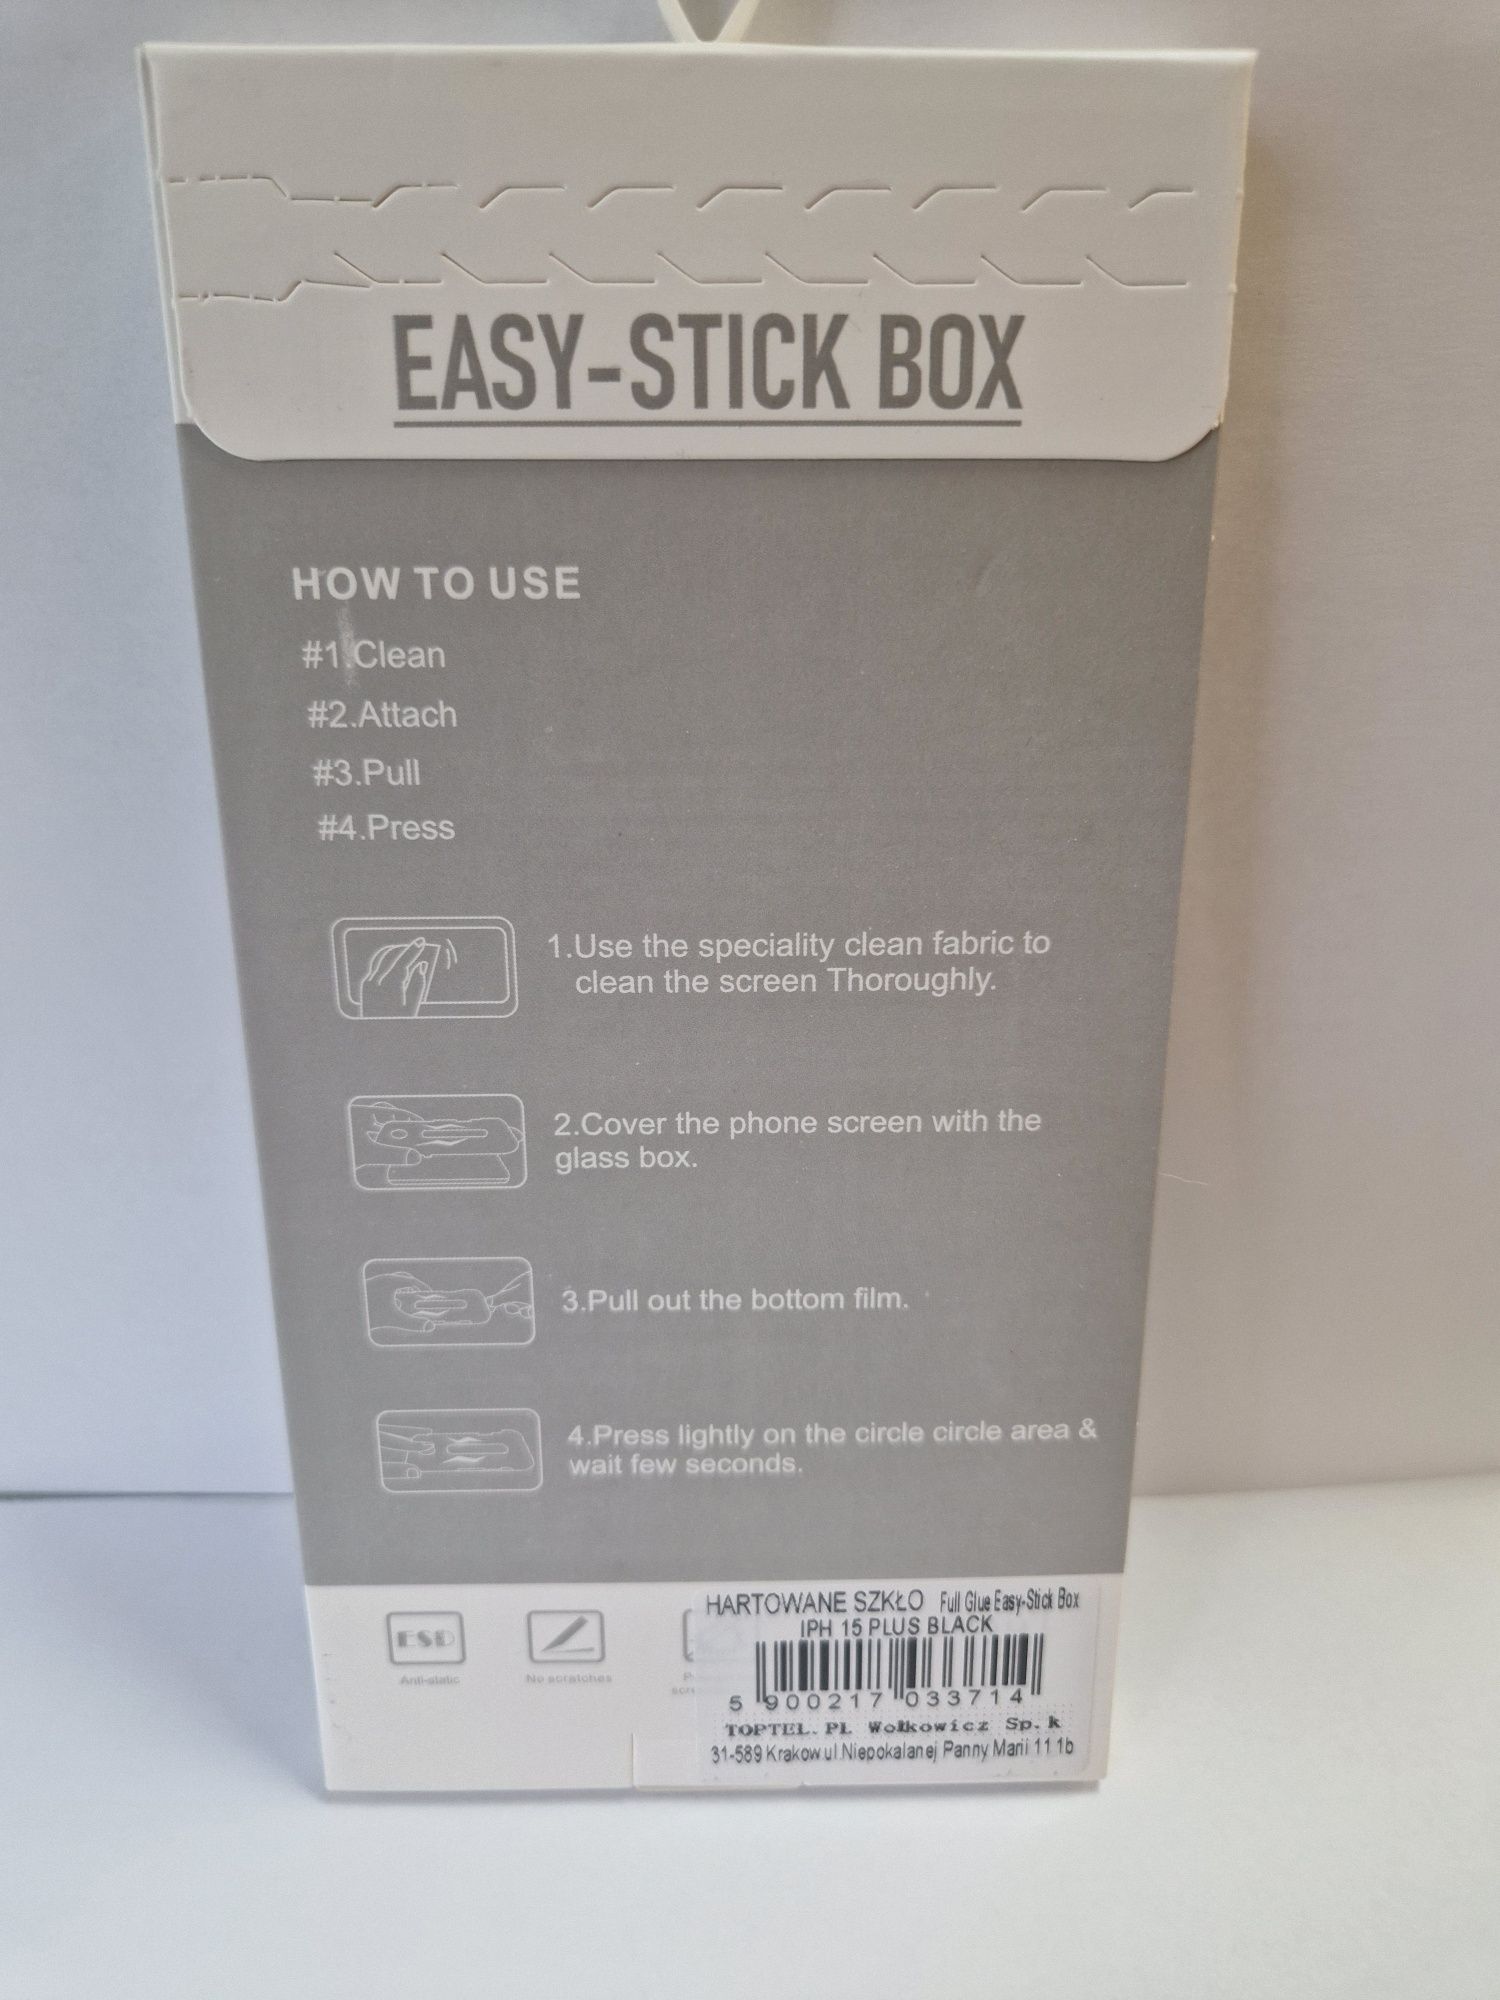 EASY-STICK BOX
HOW TO USE
#1.Clean
#2.Attach
#3.Pull
#4.Press
1.Use the speciality clean fabric to
clean the screen Thoroughly.
2.Cover the phone screen with the
glass box.
3.Pull out the bottom film.
4.Press lightly on the circle circle area &
wait few seconds.
ESD
Anti-static
No scratches
HARTOWANE SZKŁO Full Glue Easy-Stick Box
IPH 15 PLUS BLACK
5 900217 033714
TOPTEL.PL Wołkowicz Sp.k
31-589 Krakow ul.Niepokalanej Panny Marii 11 1b